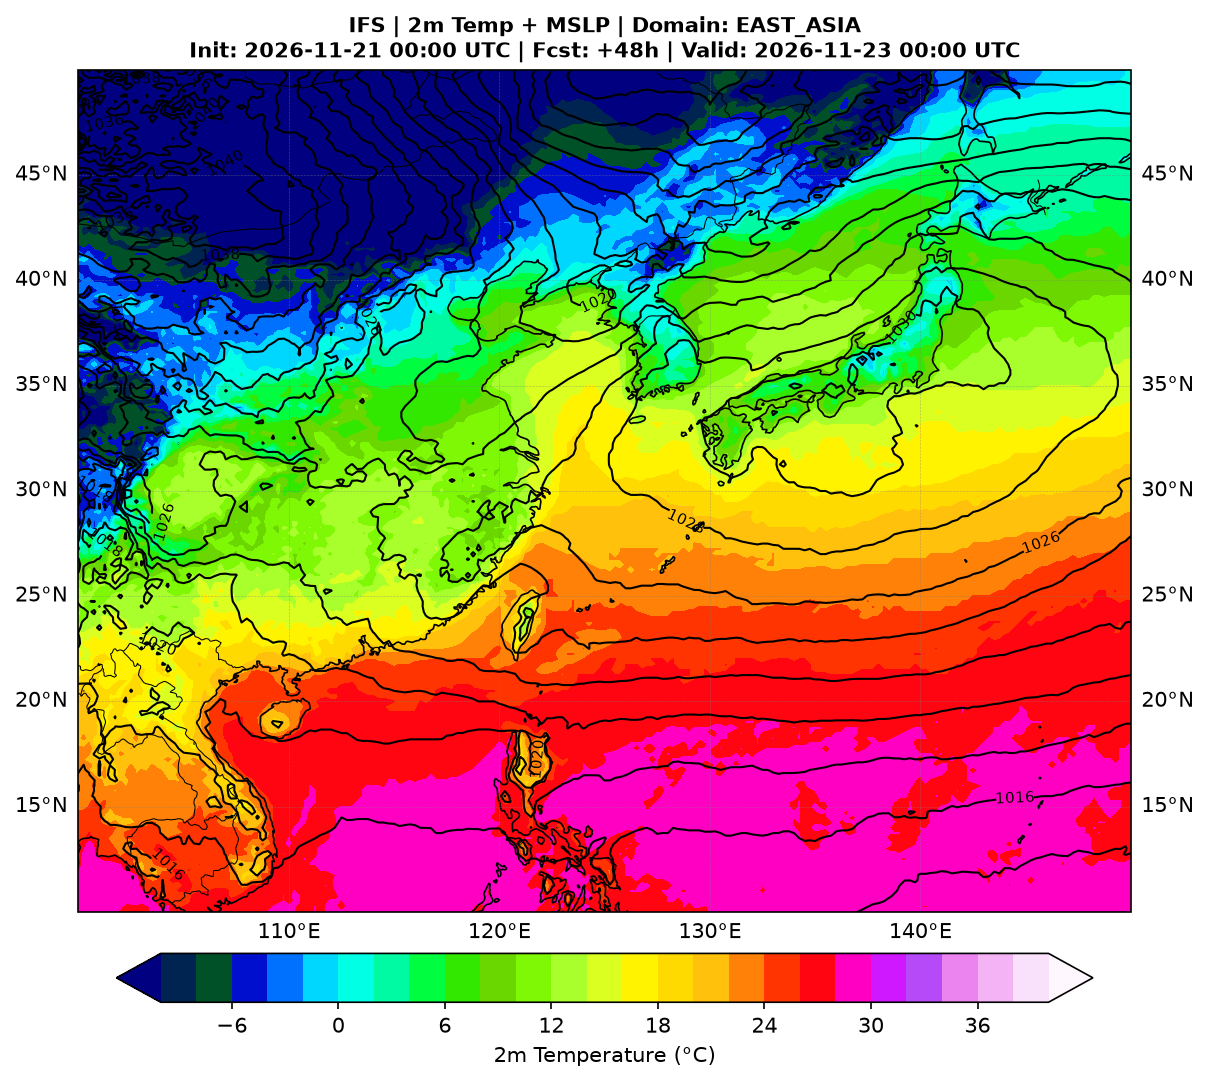 IFS | 2m Temp + MSLP | Domain: EAST_ASIA
Init: 2026-11-21 00:00 UTC | Fcst: +48h | Valid: 2026-11-23 00:00 UTC
45°N 45°N
40°N 40°N
35°N 35°N
30°N 30°N
25°N 25°N
20°N 20°N
15°N 15°N
1020
1030
1026
1026
1018
1020
1020
1016
1016
110°E 120°E 130°E 140°E
−6 0 6 12 18 24 30 36
2m Temperature (°C)